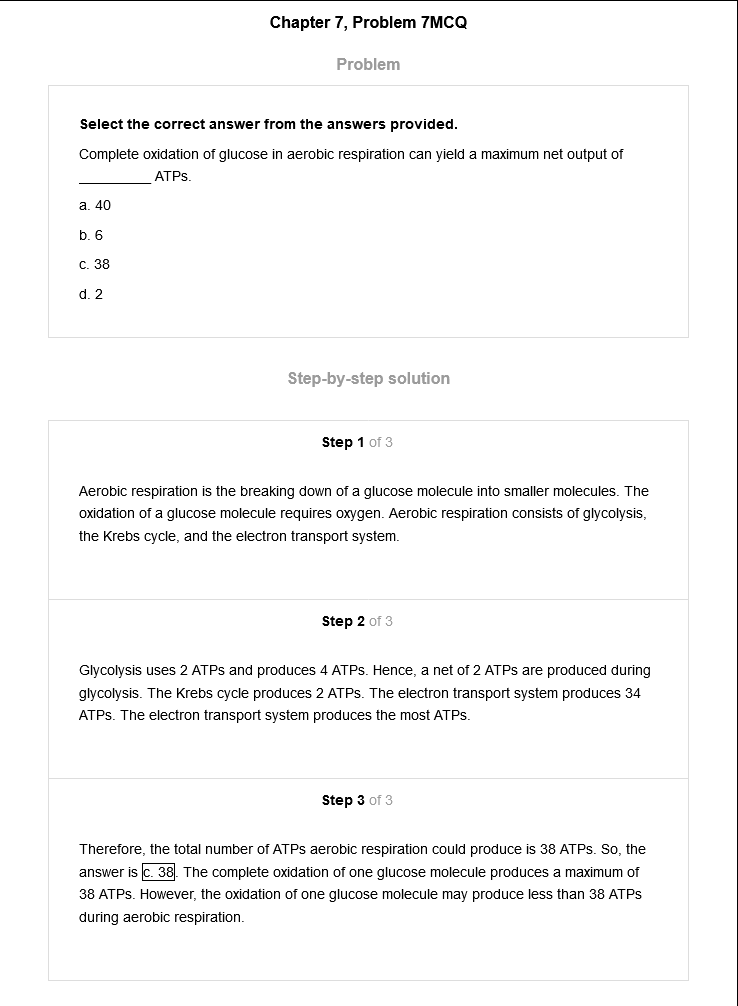 Chapter 7, Problem 7MCQ
Problem
Select the correct answer from the answers provided.
Complete oxidation of glucose in aerobic respiration can yield a maximum net output of
__________ ATPs.
a. 40
b. 6
c. 38
d. 2
Step-by-step solution
Step 1 of 3
Aerobic respiration is the breaking down of a glucose molecule into smaller molecules. The
oxidation of a glucose molecule requires oxygen. Aerobic respiration consists of glycolysis,
the Krebs cycle, and the electron transport system.
Step 2 of 3
Glycolysis uses 2 ATPs and produces 4 ATPs. Hence, a net of 2 ATPs are produced during
glycolysis. The Krebs cycle produces 2 ATPs. The electron transport system produces 34
ATPs. The electron transport system produces the most ATPs.
Step 3 of 3
Therefore, the total number of ATPs aerobic respiration could produce is 38 ATPs. So, the
answer is c. 38. The complete oxidation of one glucose molecule produces a maximum of
38 ATPs. However, the oxidation of one glucose molecule may produce less than 38 ATPs
during aerobic respiration.